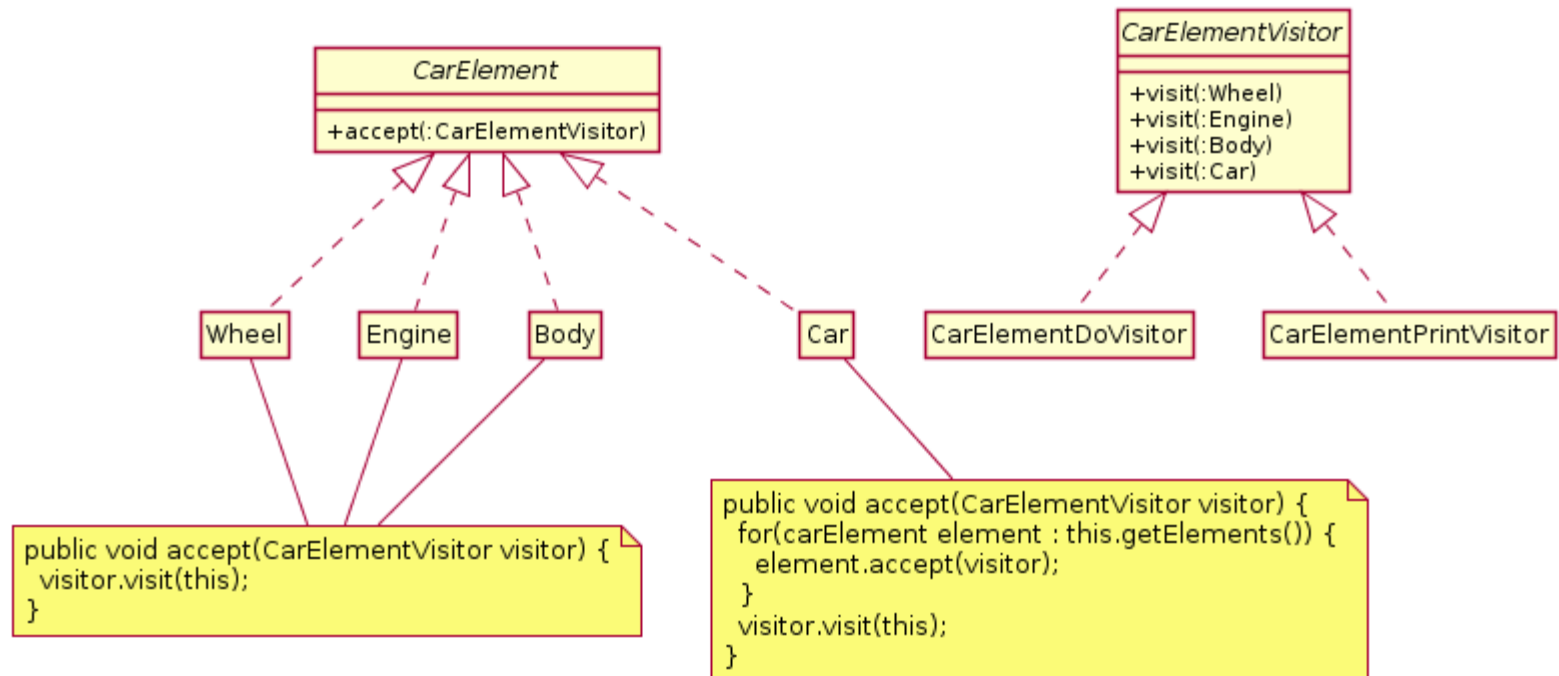 CarElement
+accept(:CarElementVisitor)
CarElementVisitor
+visit(:Wheel)
+visit(:Engine)
+visit(:Body)
+visit(:Car)
Wheel
Engine
Body
Car
CarElementDoVisitor
CarElementPrintVisitor
public void accept(CarElementVisitor visitor) {
visitor.visit(this);
}
public void accept(CarElementVisitor visitor) {
for(carElement element : this.getElements()) {
element.accept(visitor);
}
visitor.visit(this);
}